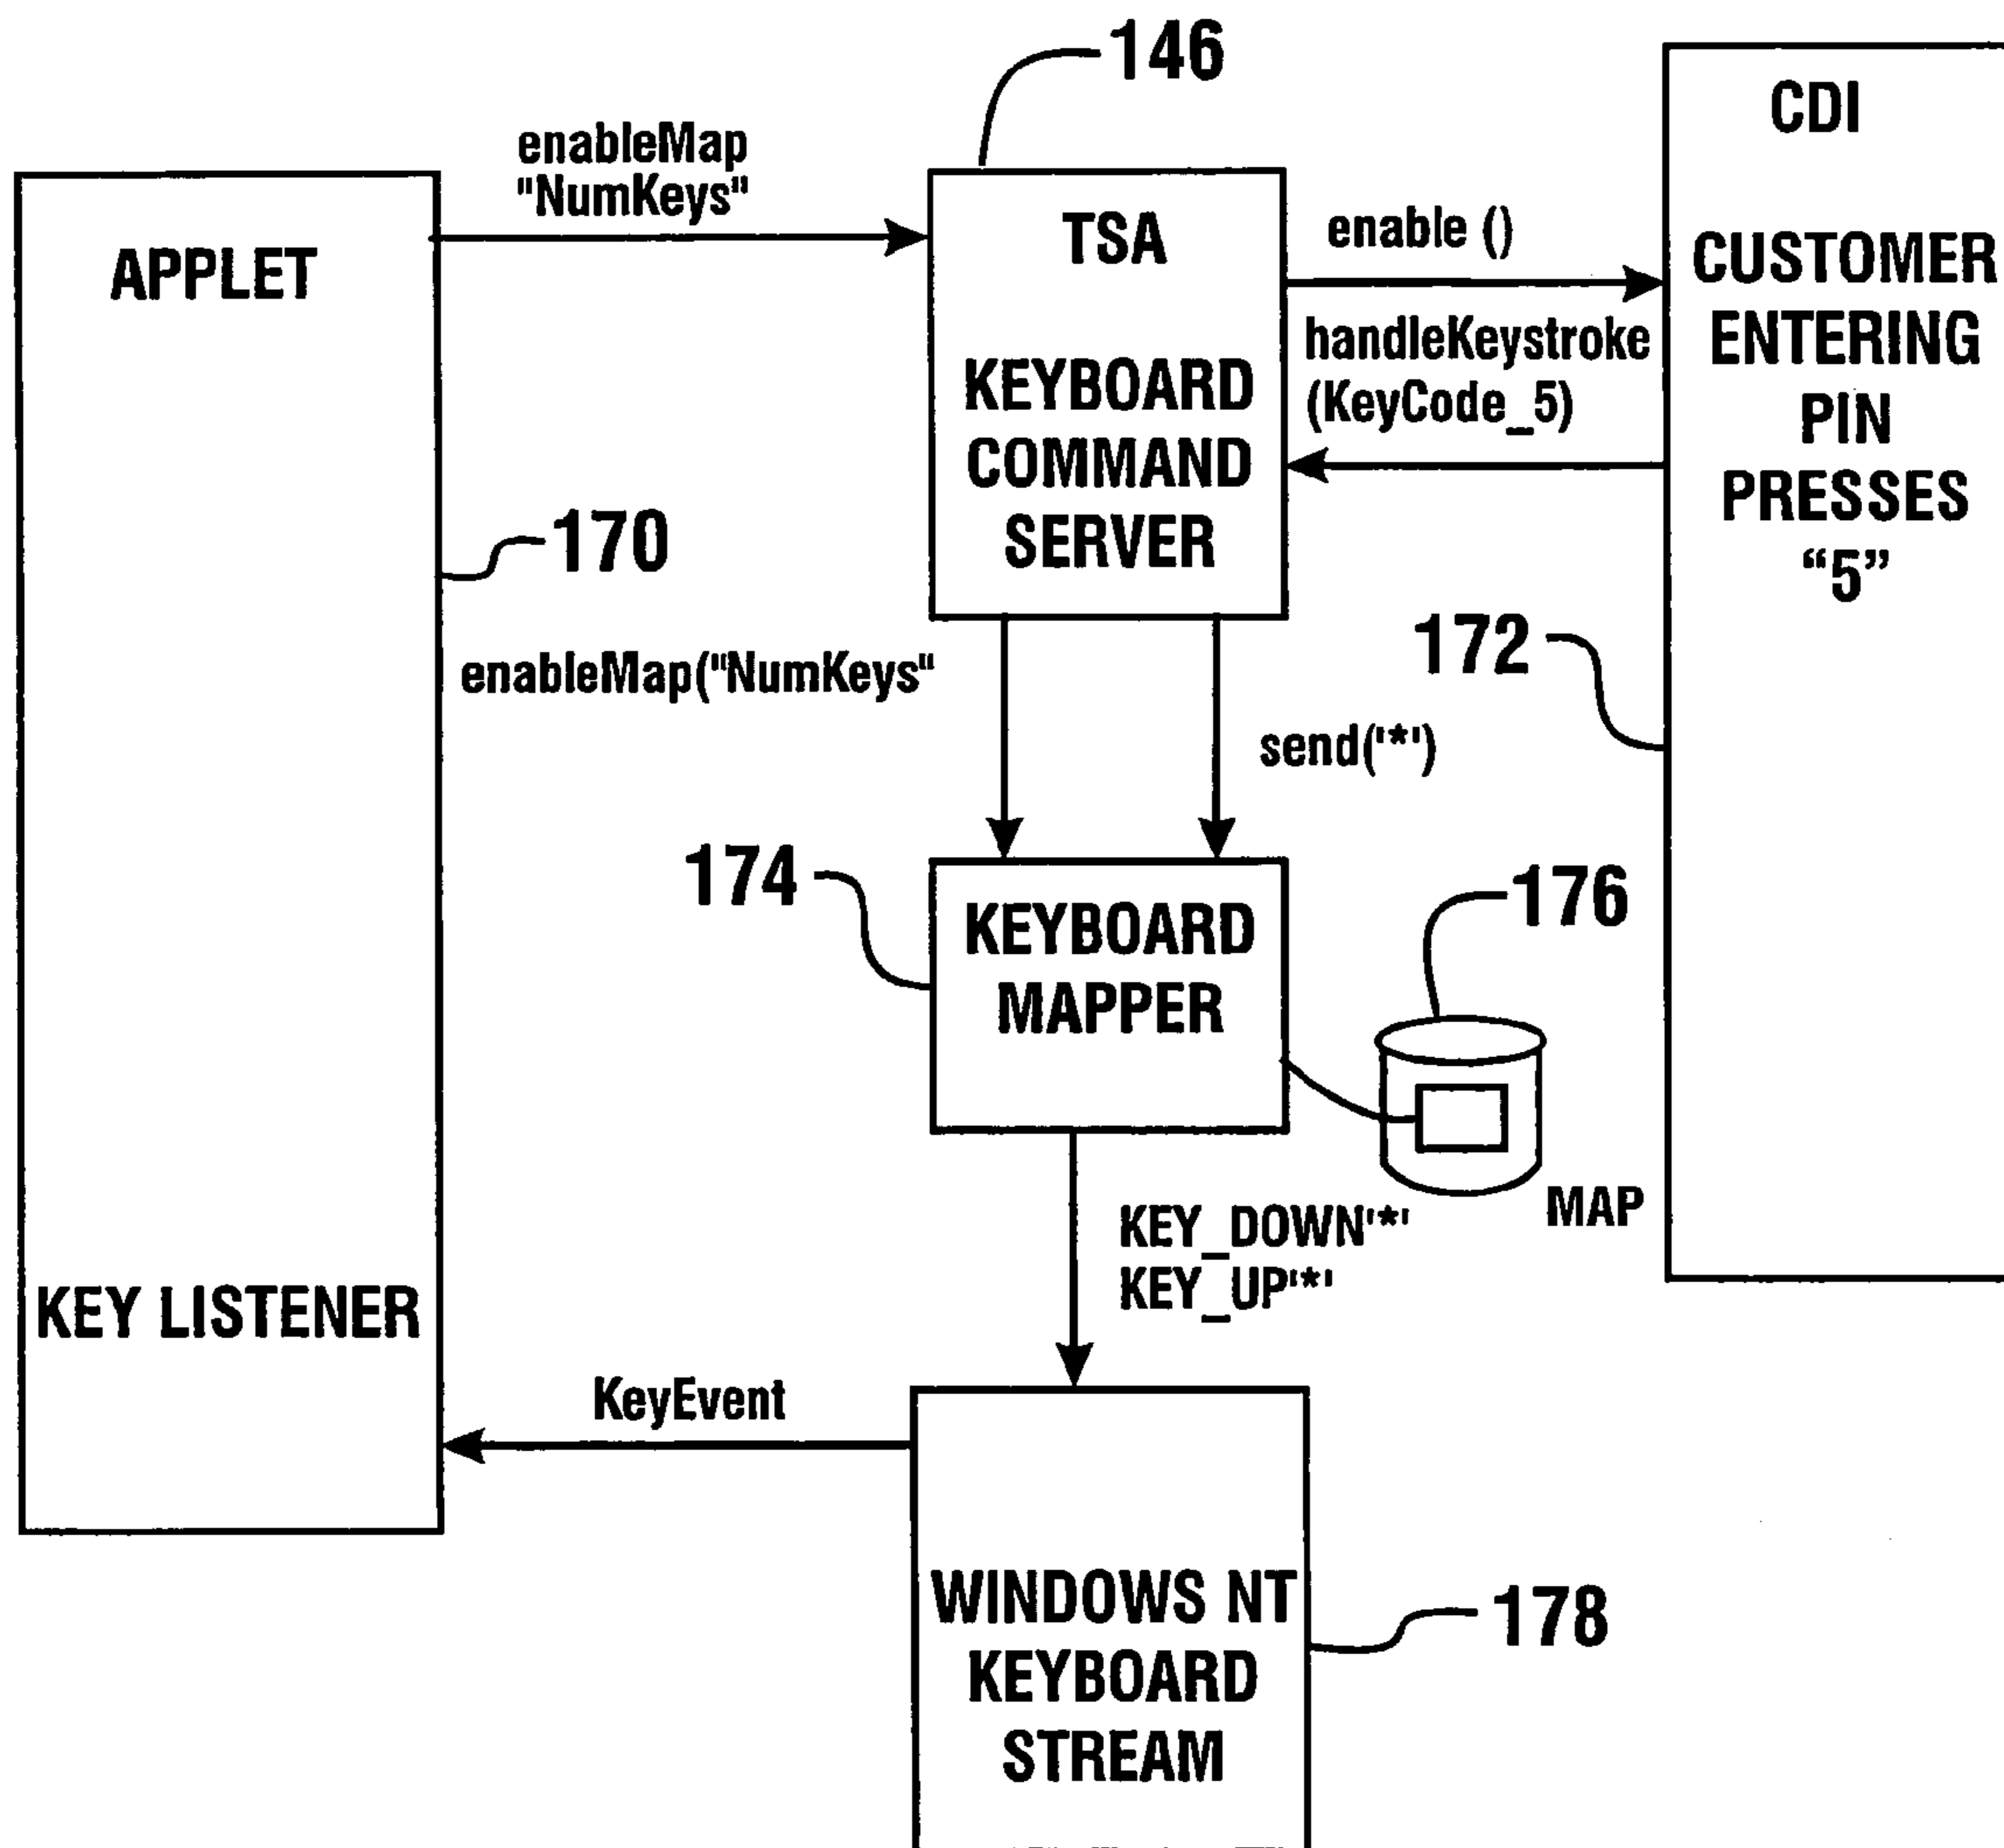 146
CDI
enableMap
"NumKeys"
APPLET
TSA
enable ()
CUSTOMER
ENTERING
PIN
PRESSES
“5”
handleKeystroke
(KeyCode_5)
KEYBOARD
COMMAND
SERVER
170
enableMap("NumKeys"
172
send('*')
174
KEYBOARD
MAPPER
176
MAP
KEY_DOWN'*'
KEY_UP'*'
KEY LISTENER
KeyEvent
WINDOWS NT
KEYBOARD
STREAM
178